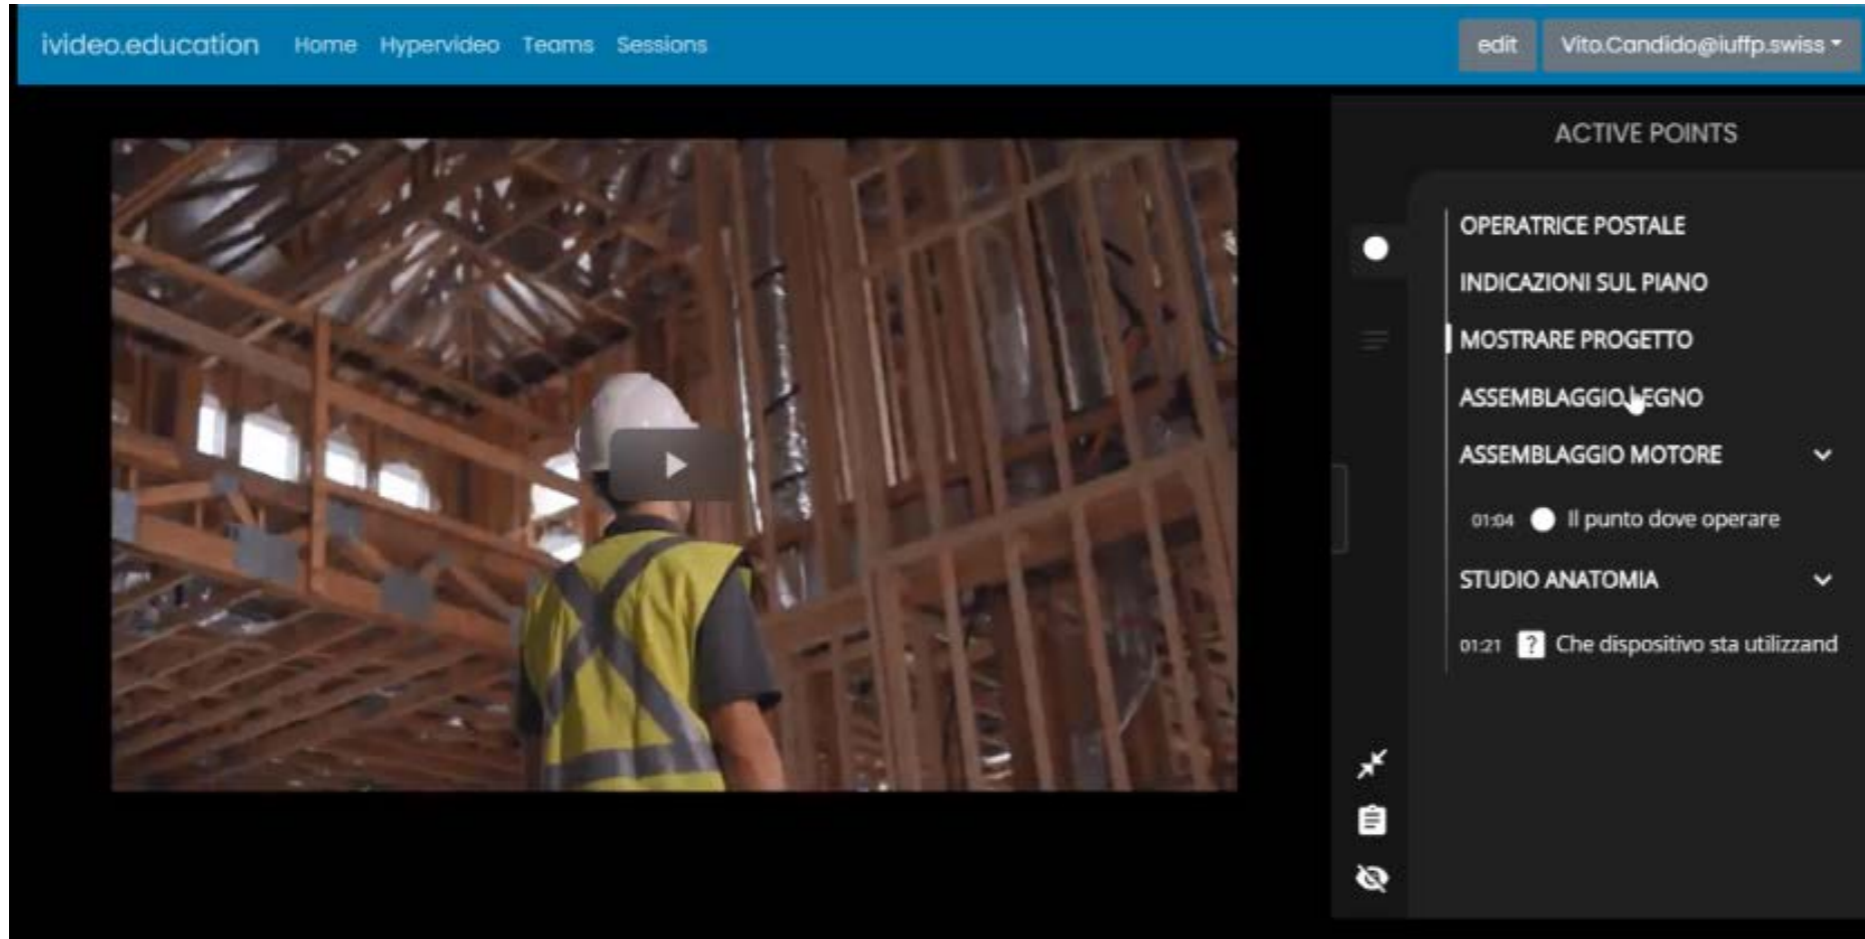 ivideo.education Home Hypervideo Teams Sessions edit Vito.Candido@iuffp.swiss
ACTIVE POINTS
OPERATRICE POSTALE
INDICAZIONI SUL PIANO
MOSTRARE PROGETTO
ASSEMBLAGGIO LEGNO
ASSEMBLAGGIO MOTORE
01:04 Il punto dove operare
STUDIO ANATOMIA
01:21 ? Che dispositivo sta utilizzand